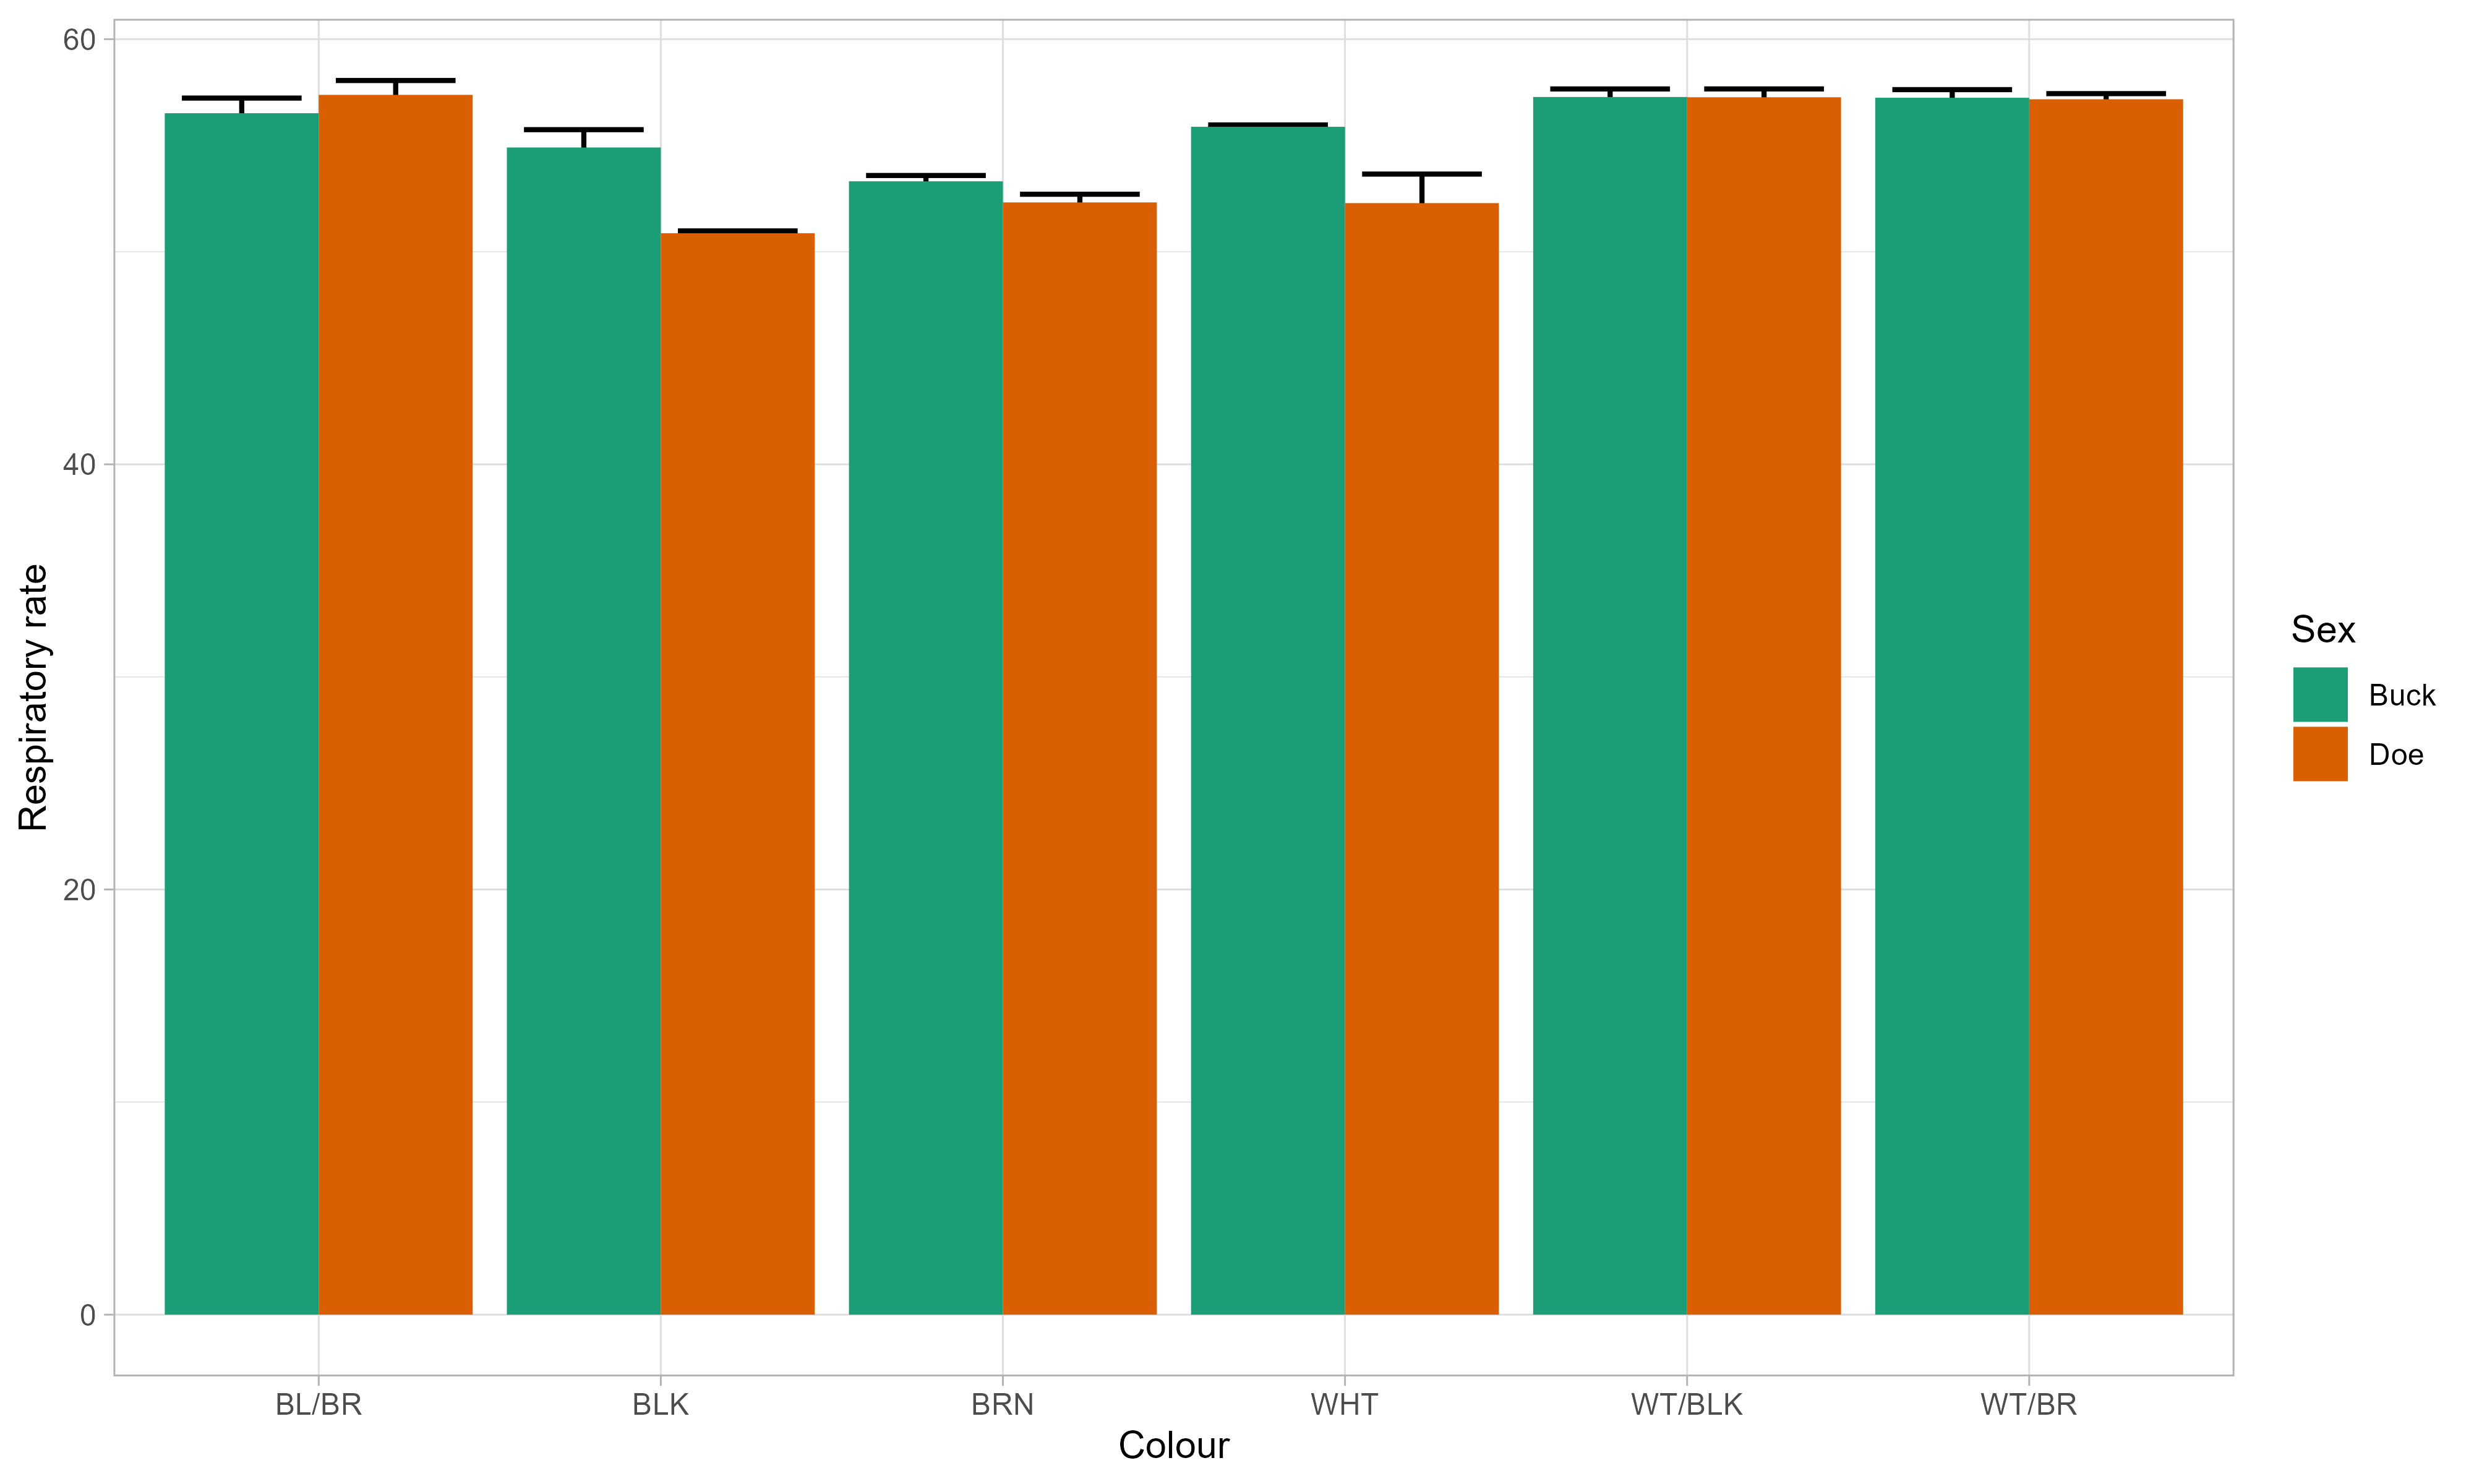 60
40
20
0
Respiratory rate
BL/BR
BLK
BRN
WHT
WT/BLK
WT/BR
Colour
Sex
Buck
Doe